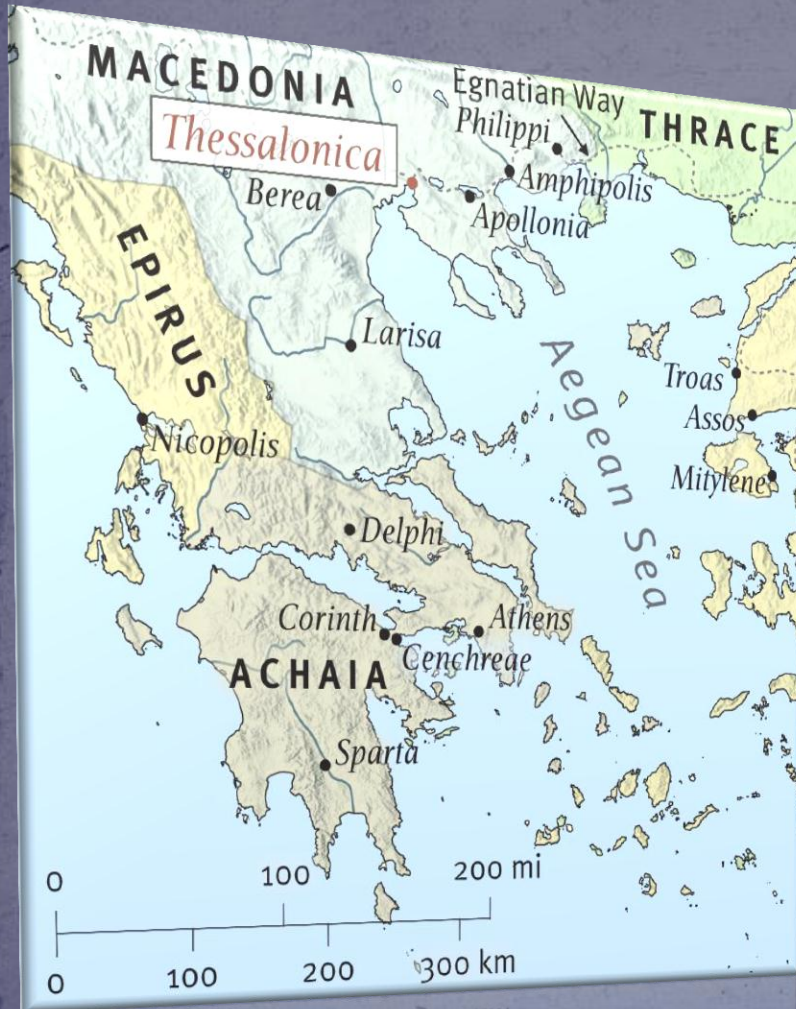 MACEDONIA
Egnatian Way
THRACE
Philippi
Thessalonica
Amphipolis
Berea
Apollonia
EPIRUS
Larisa
Aegean Sea
Troas
Assos
Nicopolis
Mitylene
Delphi
Corinth
Athens
Cenchreae
ACHAIA
Sparta
0 100 200 mi
0 100 200 300 km